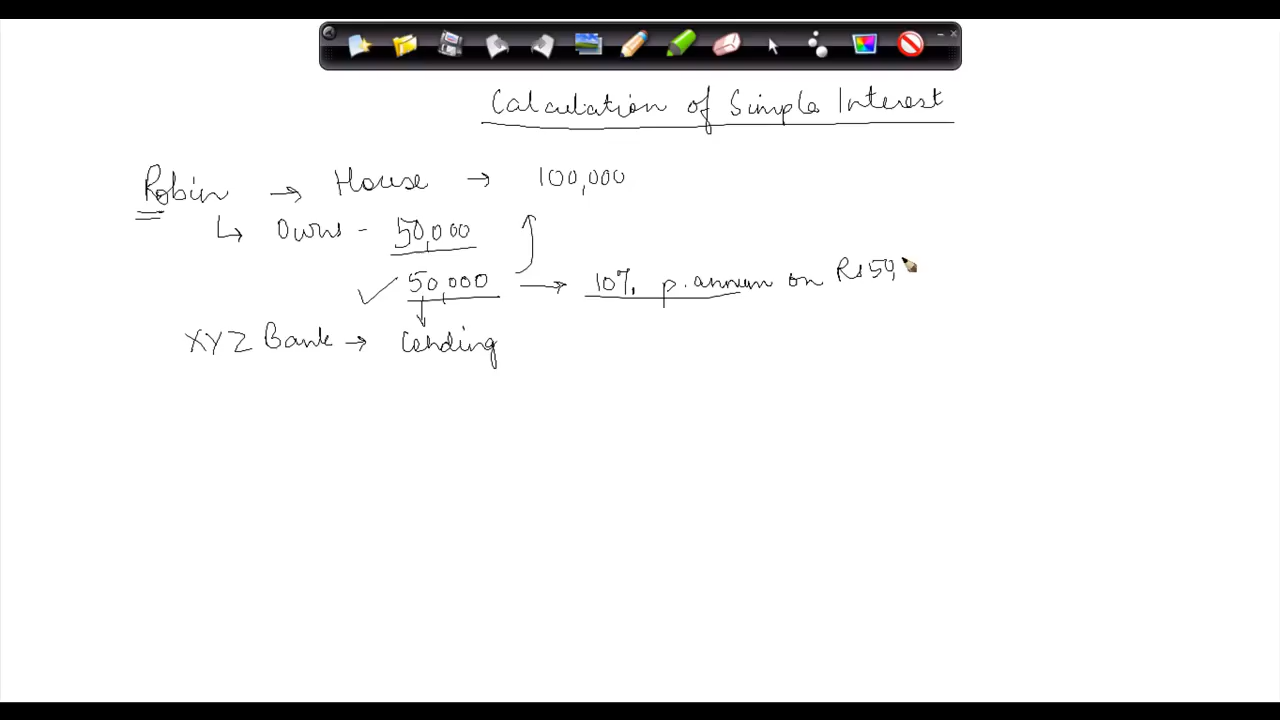 Calculation of Simple Interest
Robin → House → 100,000
↳ Owns - 50,000
✓ 50,000 → 10% p. annum on Rs 50,
XYZ Bank → Lending